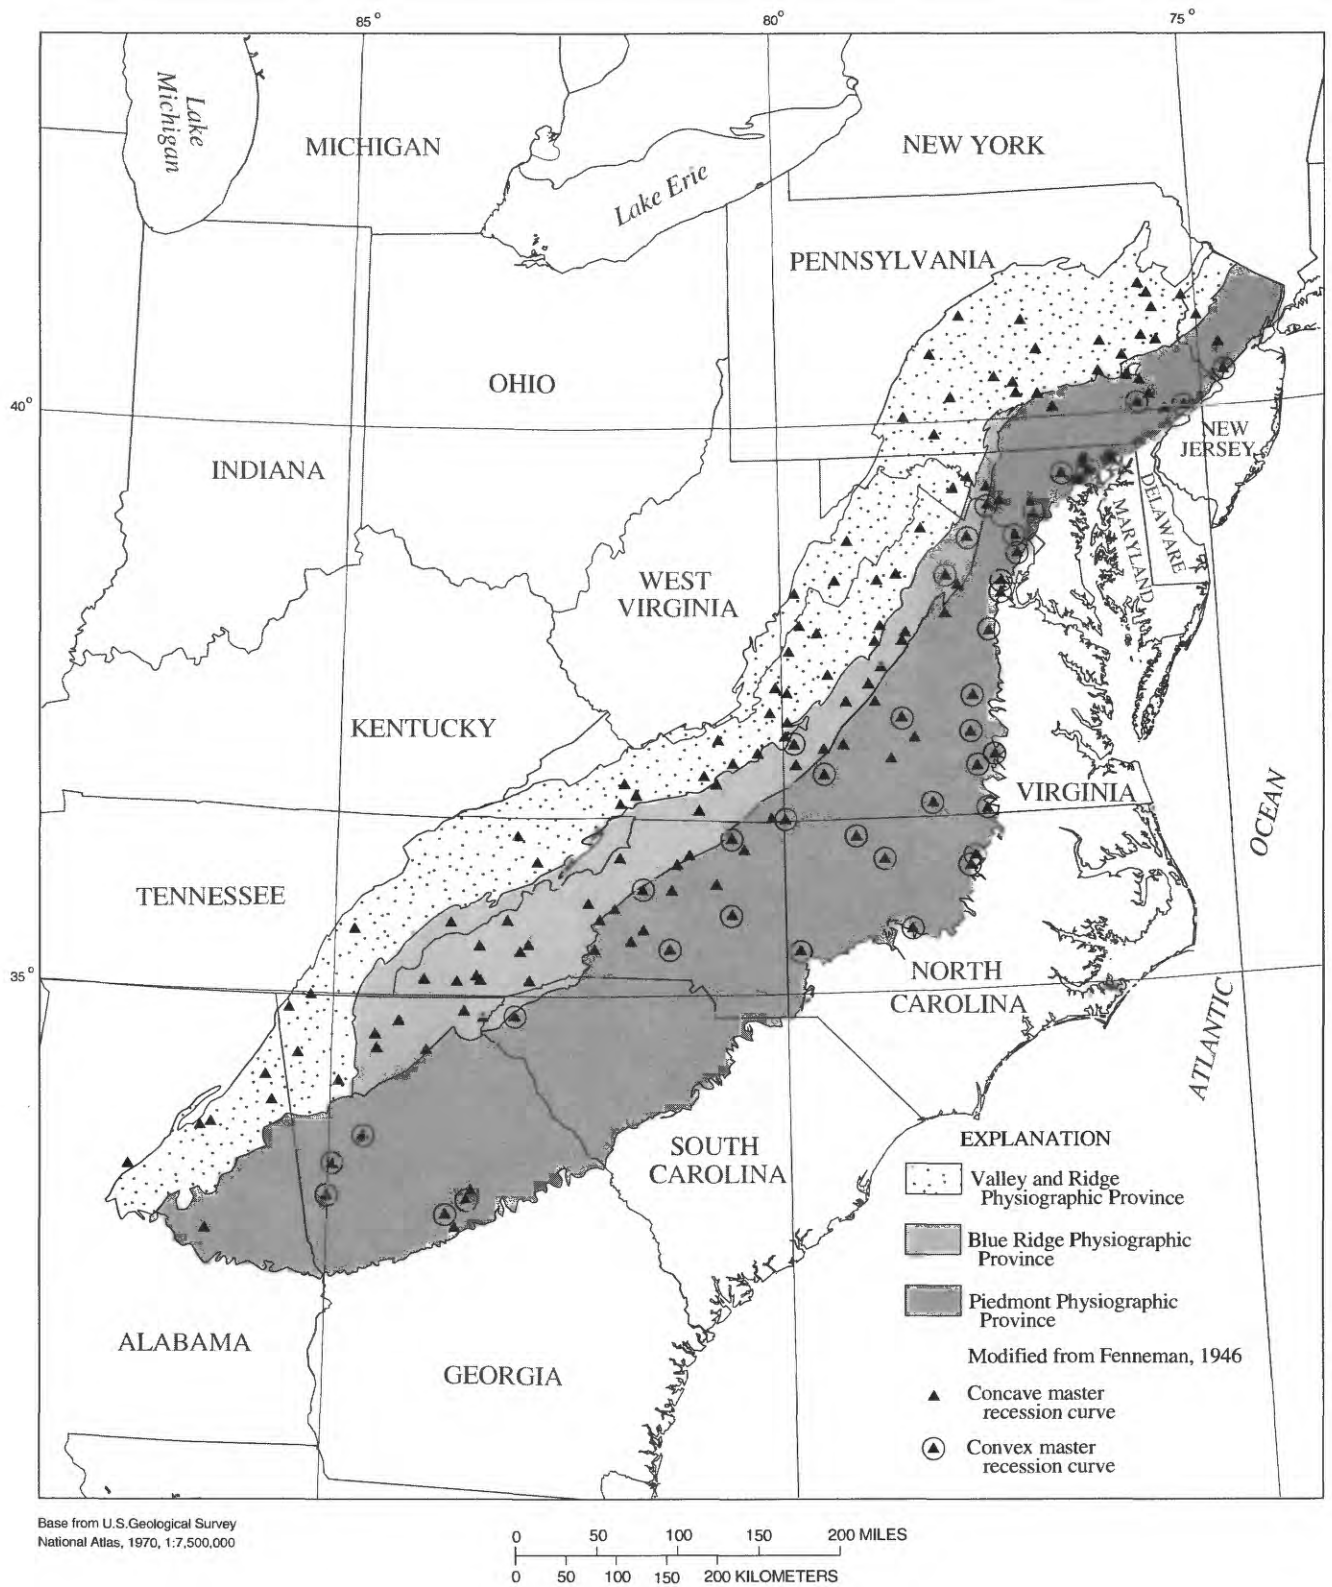 85°
80°
75°
Lake
Michigan
MICHIGAN
Lake Erie
NEW YORK
PENNSYLVANIA
OHIO
40°
INDIANA
NEW
JERSEY
DELAWARE
MARYLAND
WEST
VIRGINIA
KENTUCKY
VIRGINIA
OCEAN
TENNESSEE
35°
NORTH
CAROLINA
ATLANTIC
SOUTH
CAROLINA
ALABAMA
GEORGIA
EXPLANATION
Valley and Ridge
Physiographic Province
Blue Ridge Physiographic
Province
Piedmont Physiographic
Province
Modified from Fenneman, 1946
Concave master
recession curve
Convex master
recession curve
Base from U.S.Geological Survey
National Atlas, 1970, 1:7,500,000
0 50 100 150 200 MILES
0 50 100 150 200 KILOMETERS